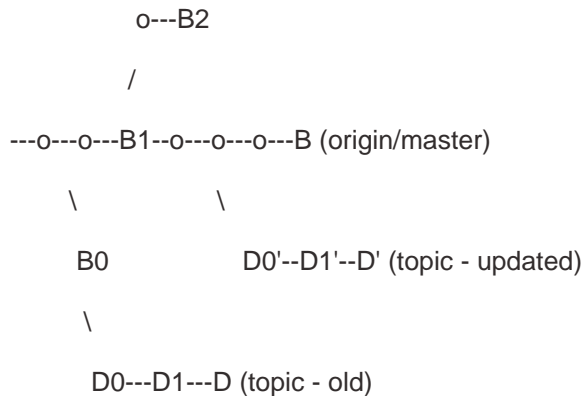 o---B2
/
---o---o---B1--o---o---o---B (origin/master)
\ \
B0 D0'--D1'--D' (topic - updated)
\
D0---D1---D (topic - old)